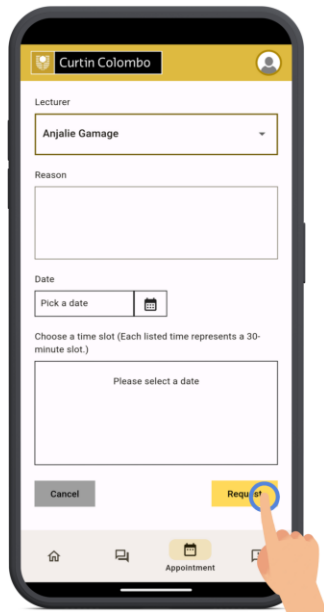 Curtin Colombo
Lecturer
Anjalie Gamage
Reason
Date
Pick a date
Choose a time slot (Each listed time represents a 30-
minute slot.)
Please select a date
Cancel
Request
Appointment